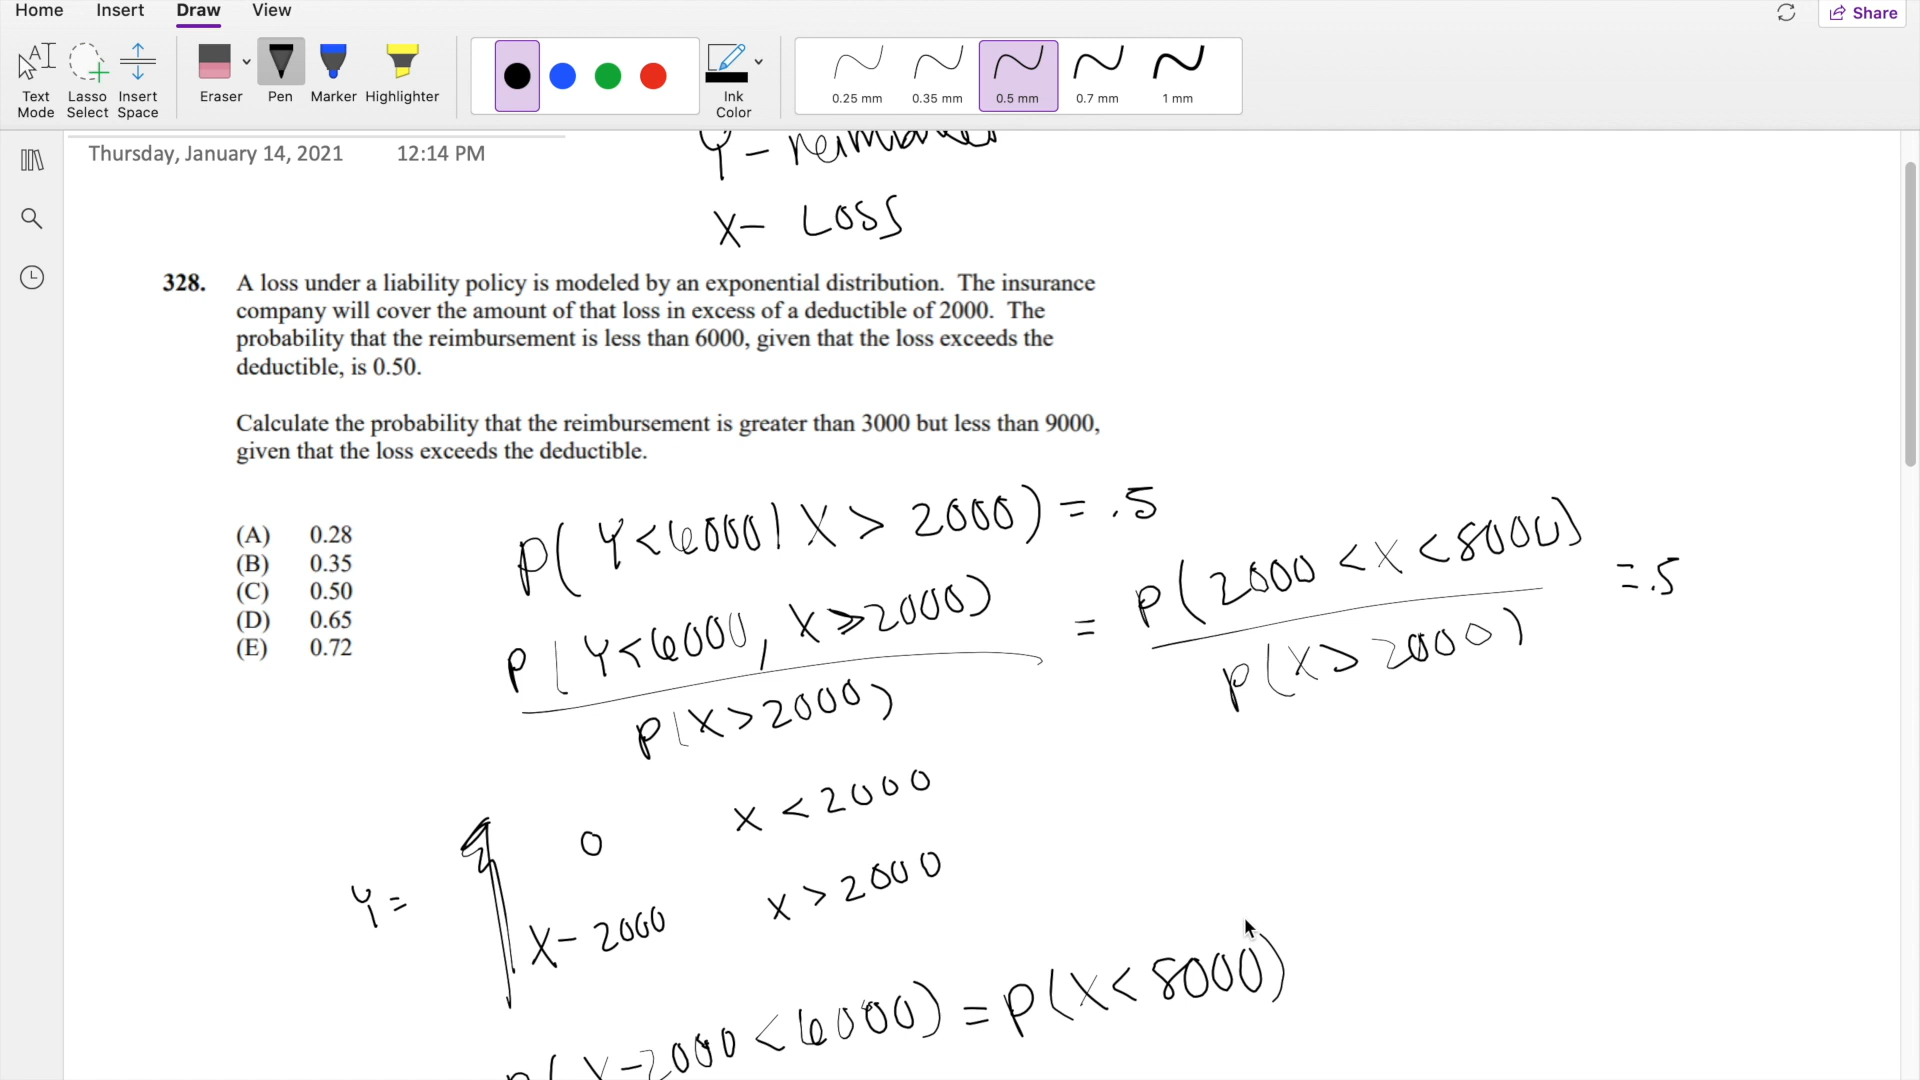 Home Insert Draw View
Share
Text Mode
Lasso Select
Insert Space
Eraser
Pen
Marker
Highlighter
Ink Color
0.25 mm
0.35 mm
0.5 mm
0.7 mm
1 mm
Thursday, January 14, 2021 12:14 PM
Y -
X - LOSS
328. A loss under a liability policy is modeled by an exponential distribution. The insurance
company will cover the amount of that loss in excess of a deductible of 2000. The
probability that the reimbursement is less than 6000, given that the loss exceeds the
deductible, is 0.50.
Calculate the probability that the reimbursement is greater than 3000 but less than 9000,
given that the loss exceeds the deductible.
(A) 0.28
(B) 0.35
(C) 0.50
(D) 0.65
(E) 0.72
P( Y<6000 | X > 2000) = .5
P( Y<6000, X>2000)
P(X>2000)
= P( 2000 < X < 8000)
P(X > 2000)
= .5
Y =
0 X < 2000
X - 2000 X > 2000
P( X-2000 < 6000) = P(X < 8000)